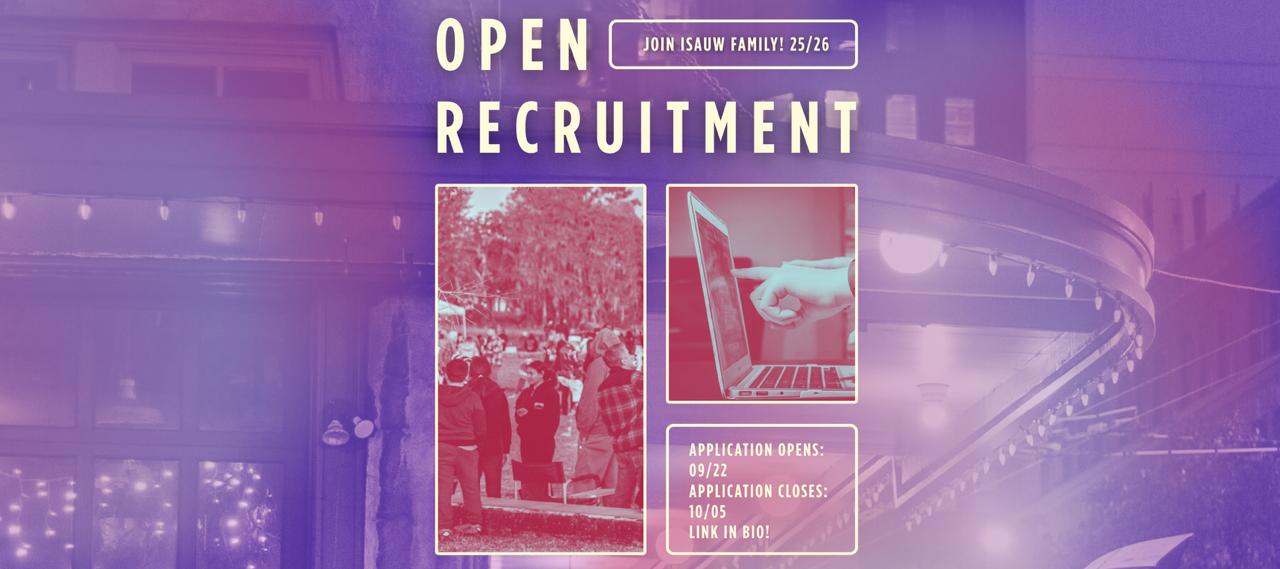 OPEN
JOIN ISAUW FAMILY! 25/26
RECRUITMENT
APPLICATION OPENS:
09/22
APPLICATION CLOSES:
10/05
LINK IN BIO!